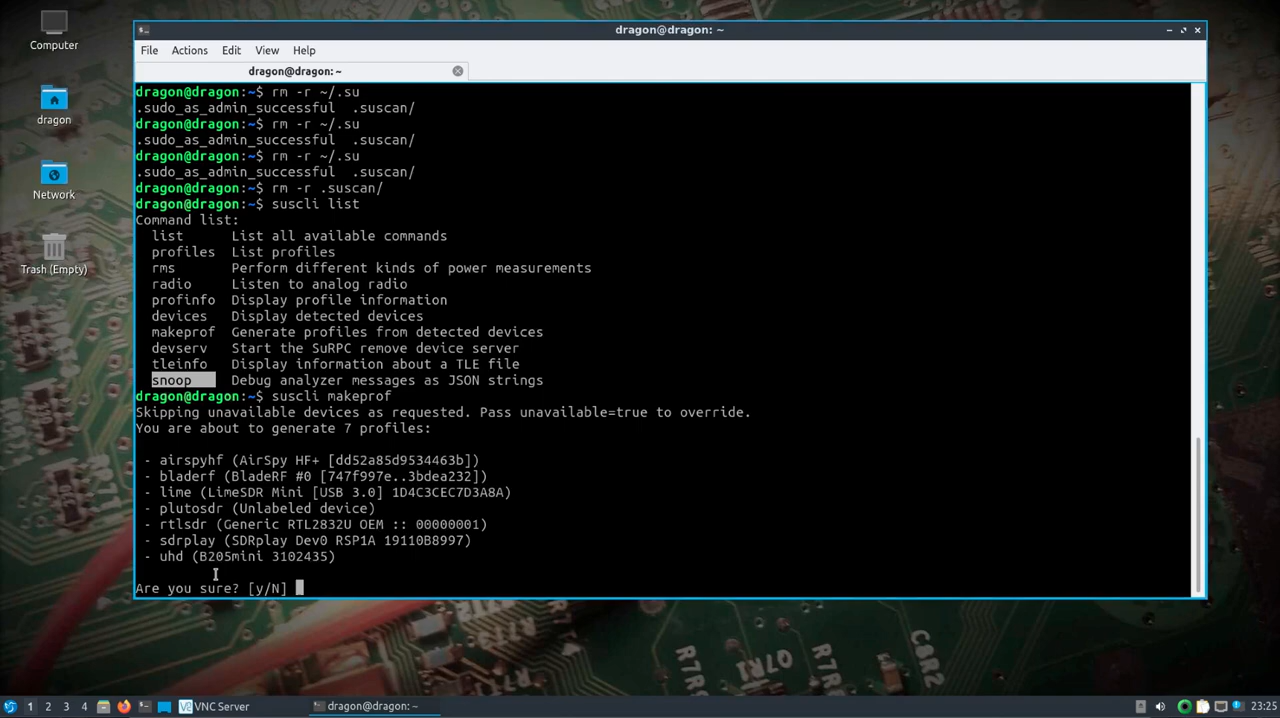 Computer
dragon
Network
Trash (Empty)
dragon@dragon: ~
File Actions Edit View Help
dragon@dragon: ~
dragon@dragon:~$ rm -r ~/.su
.sudo_as_admin_successful  .suscan/
dragon@dragon:~$ rm -r ~/.su
.sudo_as_admin_successful  .suscan/
dragon@dragon:~$ rm -r ~/.su
.sudo_as_admin_successful  .suscan/
dragon@dragon:~$ rm -r .suscan/
dragon@dragon:~$ suscli list
Command list:
  list      List all available commands
  profiles  List profiles
  rms       Perform different kinds of power measurements
  radio     Listen to analog radio
  profinfo  Display profile information
  devices   Display detected devices
  makeprof  Generate profiles from detected devices
  devserv   Start the SuRPC remove device server
  tleinfo   Display information about a TLE file
  snoop     Debug analyzer messages as JSON strings
dragon@dragon:~$ suscli makeprof
Skipping unavailable devices as requested. Pass unavailable=true to override.
You are about to generate 7 profiles:
 - airspyhf (AirSpy HF+ [dd52a85d9534463b])
 - bladerf (BladeRF #0 [747f997e..3bdea232])
 - lime (LimeSDR Mini [USB 3.0] 1D4C3CEC7D3A8A)
 - plutosdr (Unlabeled device)
 - rtlsdr (Generic RTL2832U OEM :: 00000001)
 - sdrplay (SDRplay Dev0 RSP1A 19110B8997)
 - uhd (B205mini 3102435)
Are you sure? [y/N]
1 2 3 4 VNC Server dragon@dragon: ~ 23:25